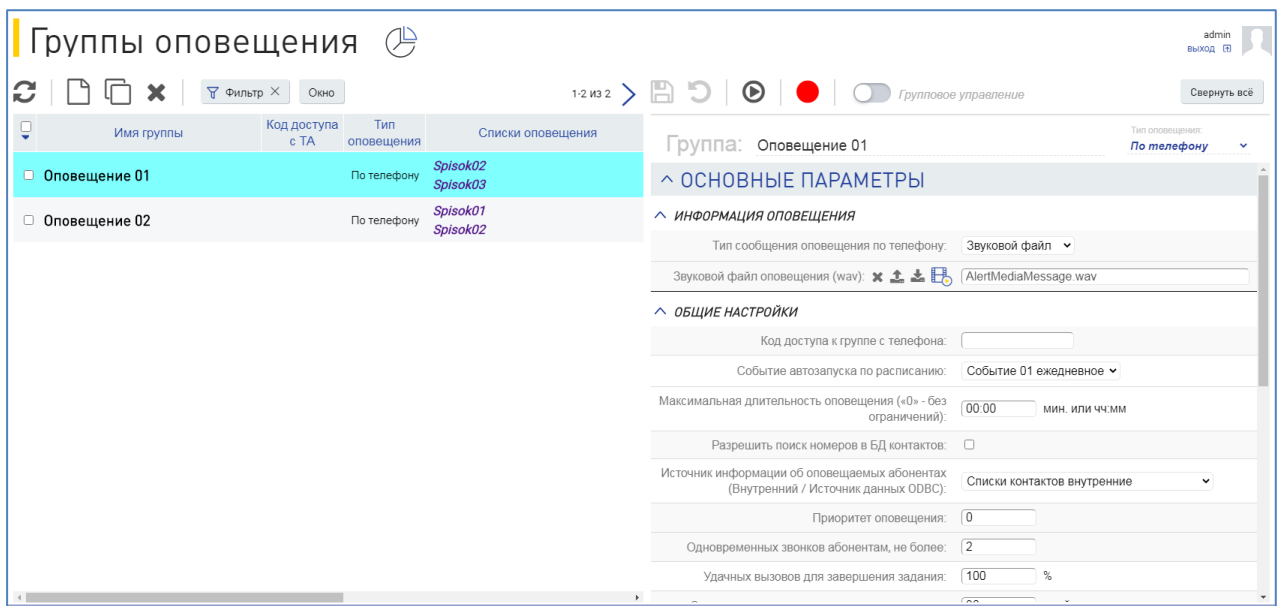 Группы оповещения
admin
выход
Фильтр
Окно
1-2 из 2
Групповое управление
Свернуть всё
Имя группы
Код доступа с ТА
Тип оповещения
Списки оповещения
Оповещение 01
По телефону
Spisok02
Spisok03
Оповещение 02
По телефону
Spisok01
Spisok02
Группа: Оповещение 01
Тип оповещения:
По телефону
ОСНОВНЫЕ ПАРАМЕТРЫ
ИНФОРМАЦИЯ ОПОВЕЩЕНИЯ
Тип сообщения оповещения по телефону: Звуковой файл
Звуковой файл оповещения (wav): AlertMediaMessage.wav
ОБЩИЕ НАСТРОЙКИ
Код доступа к группе с телефона:
Событие автозапуска по расписанию: Событие 01 ежедневное
Максимальная длительность оповещения («0» - без
ограничений): 00:00 мин. или чч:мм
Разрешить поиск номеров в БД контактов:
Источник информации об оповещаемых абонентах
(Внутренний / Источник данных ODBC): Списки контактов внутренние
Приоритет оповещения: 0
Одновременных звонков абонентам, не более: 2
Удачных вызовов для завершения задания: 100 %